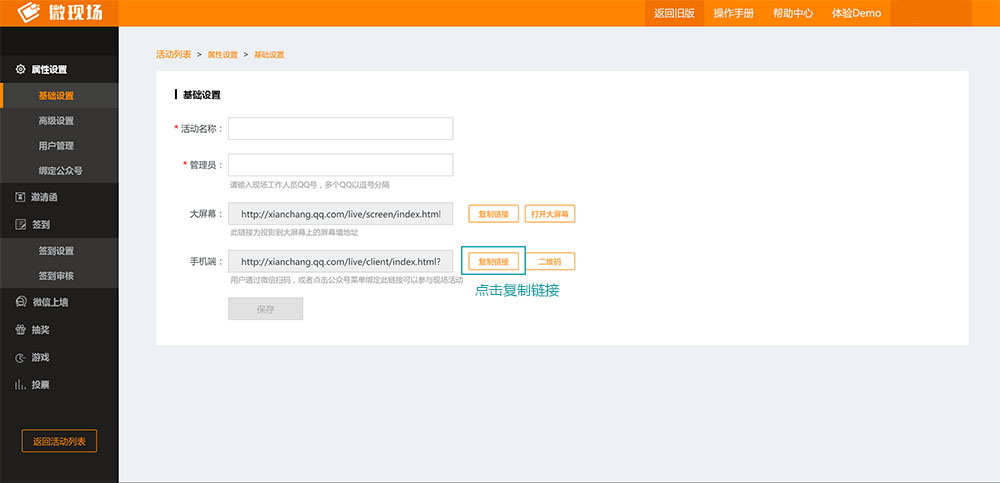 微现场
返回旧版 操作手册 帮助中心 体验Demo
活动列表 > 属性设置 > 基础设置
属性设置
基础设置
高级设置
用户管理
绑定公众号
邀请函
签到
签到设置
签到审核
微信上墙
抽奖
游戏
投票
返回活动列表
基础设置
* 活动名称：
* 管理员：
请输入现场工作人员QQ号，多个QQ以逗号分隔
大屏幕： http://xianchang.qq.com/live/screen/index.html 复制链接 打开大屏幕
此链接为投影到大屏幕上的屏幕墙地址
手机端： http://xianchang.qq.com/live/client/index.html? 复制链接 二维码
用户通过微信扫码，或者点击公众号菜单绑定此链接可以参与现场活动
点击复制链接
保存